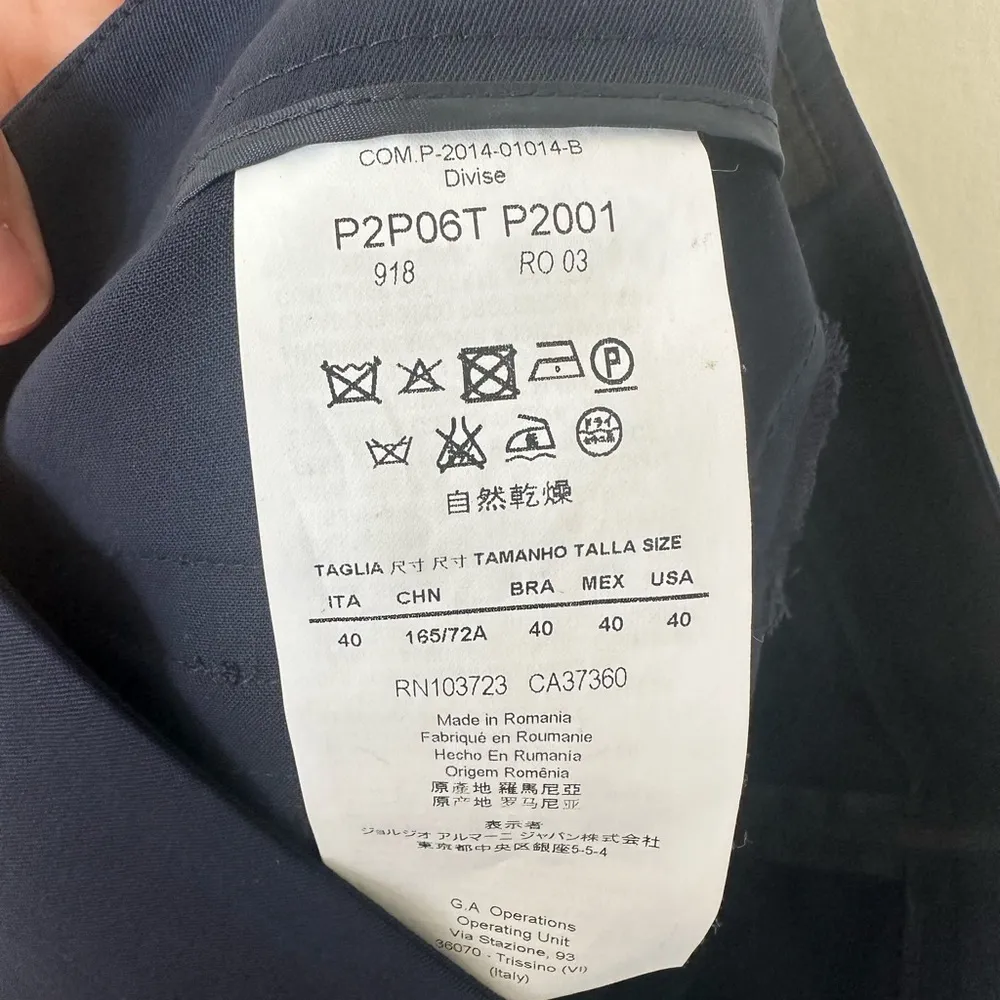 COM.P-2014-01014-B
Divise
P2P06T P2001
918 RO 03
P
ドライ
自然乾燥
TAGLIA 尺寸 尺寸 TAMANHO TALLA SIZE
ITA CHN BRA MEX USA
40 165/72A 40 40 40
RN103723 CA37360
Made in Romania
Fabriqué en Roumanie
Hecho En Rumanía
Origem Romênia
原產地 羅馬尼亞
原产地 罗马尼亚
表示者
ジョルジオ アルマーニ ジャパン株式会社
東京都中央区銀座5-5-4
G.A Operations
Operating Unit
Via Stazione, 93
36070 - Trissino (VI)
(Italy)